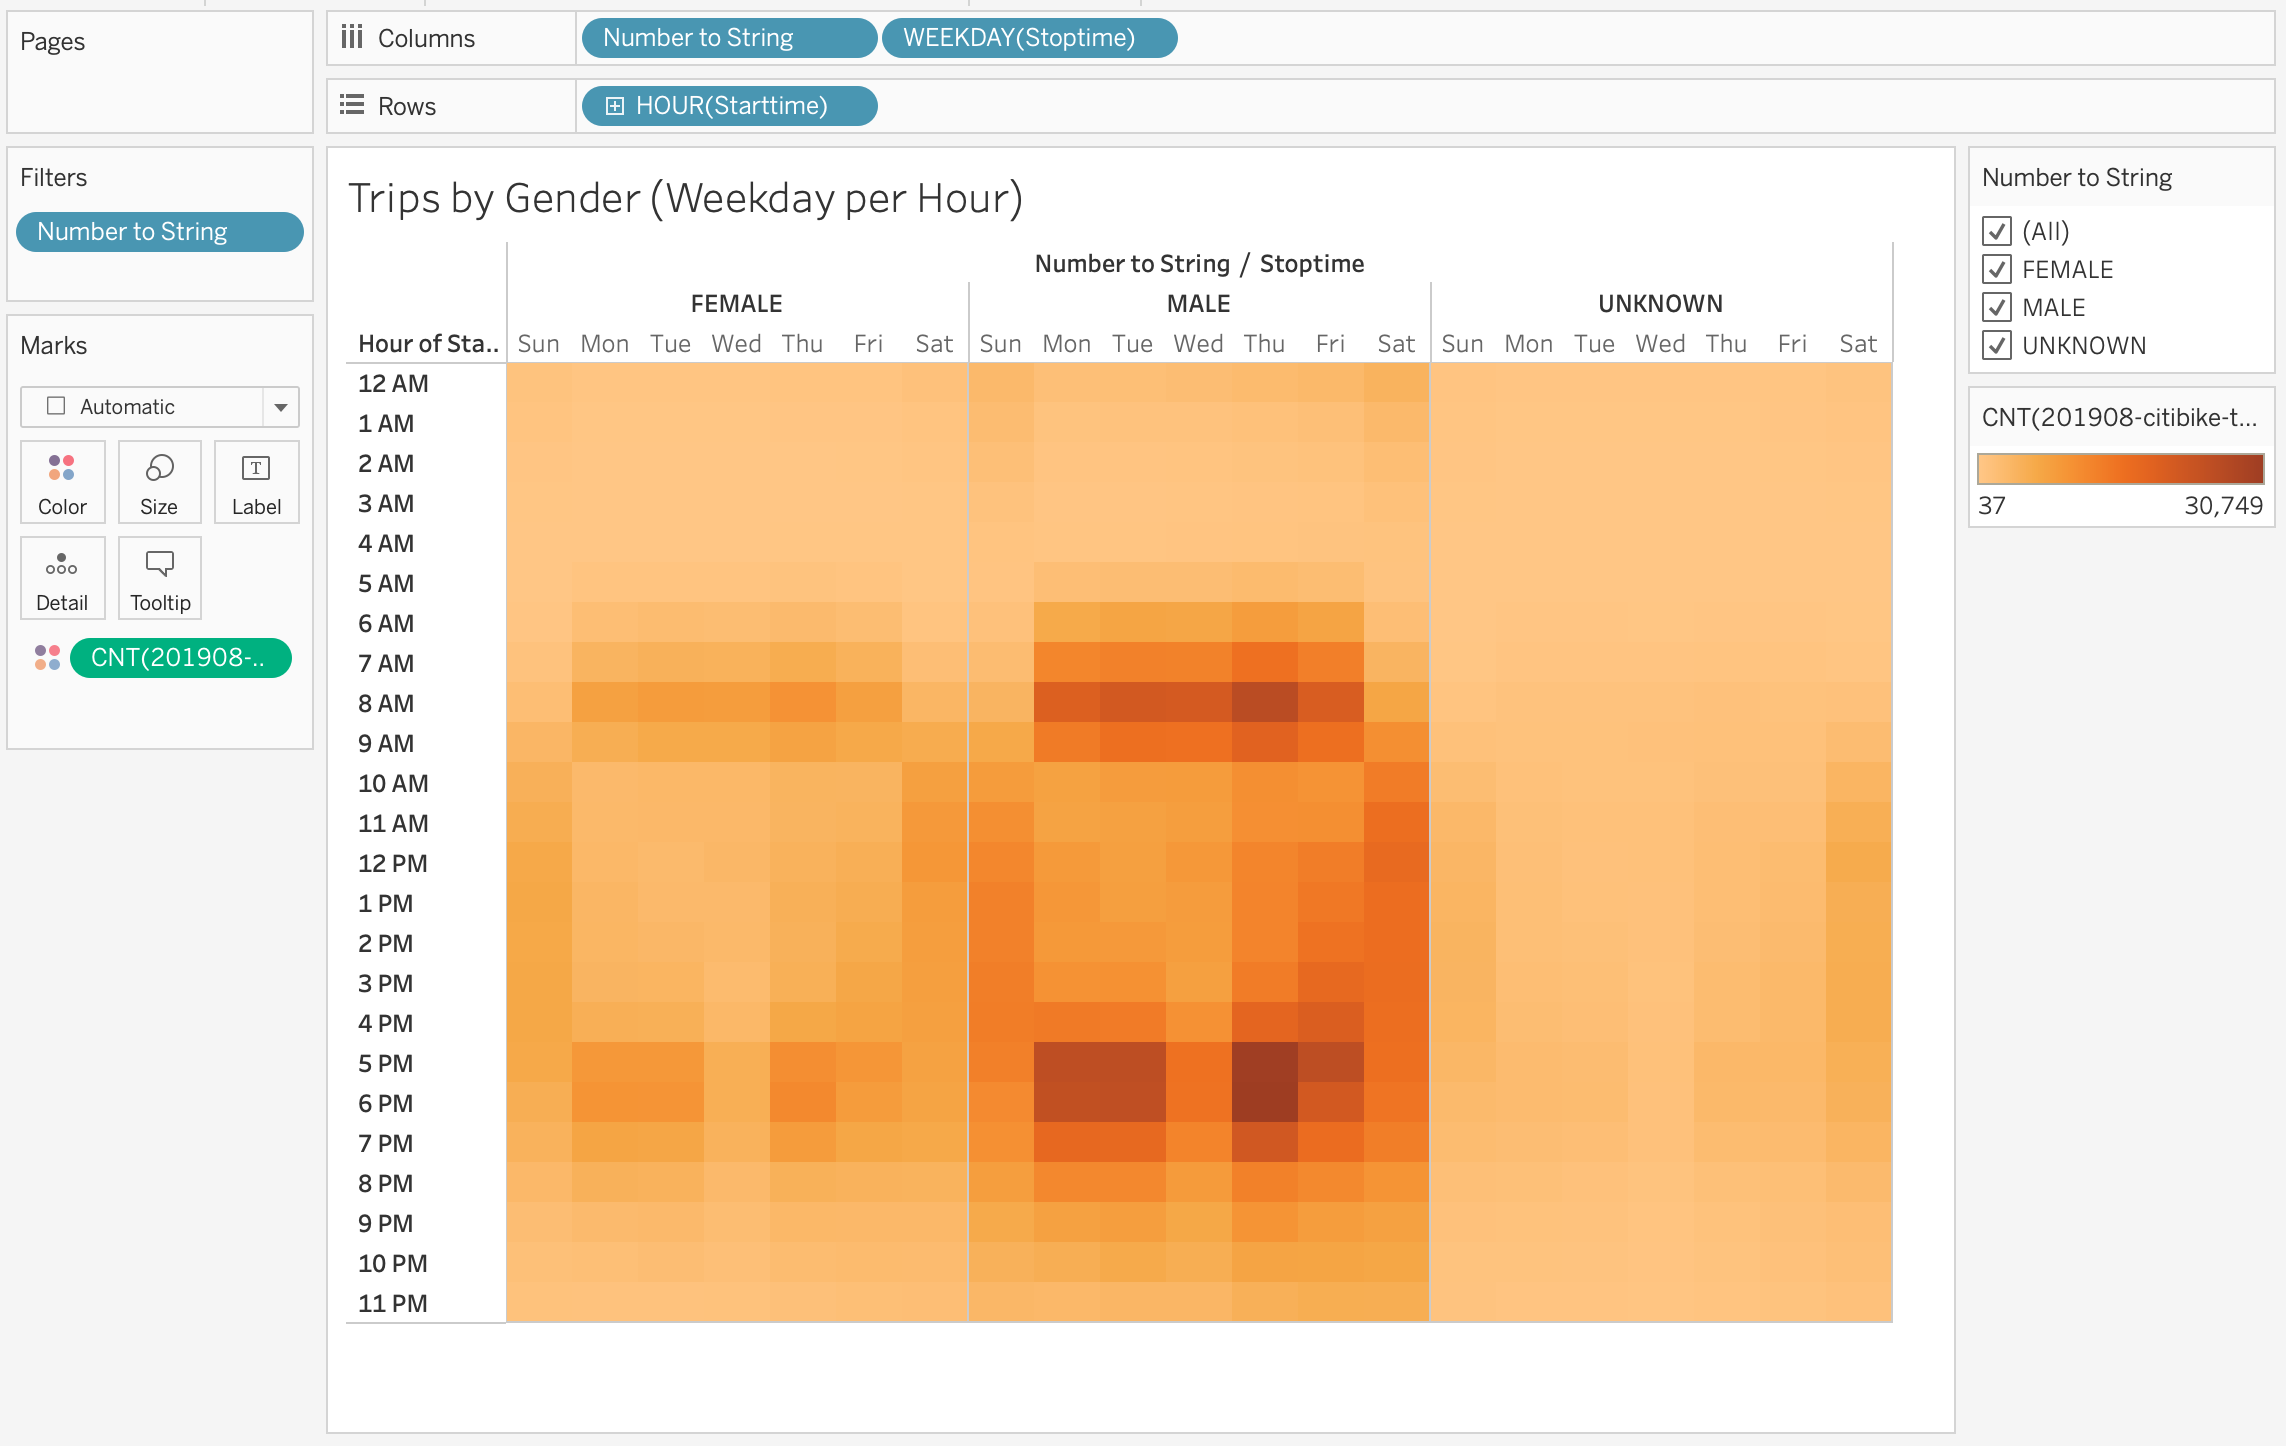 Pages
Columns
Number to String
WEEKDAY(Stoptime)
Rows
HOUR(Starttime)
Filters
Number to String
Marks
Automatic
Color
Size
Label
Detail
Tooltip
CNT(201908-..
Trips by Gender (Weekday per Hour)
Number to String / Stoptime
FEMALE MALE UNKNOWN
Hour of Sta.. Sun Mon Tue Wed Thu Fri Sat Sun Mon Tue Wed Thu Fri Sat Sun Mon Tue Wed Thu Fri Sat
12 AM
1 AM
2 AM
3 AM
4 AM
5 AM
6 AM
7 AM
8 AM
9 AM
10 AM
11 AM
12 PM
1 PM
2 PM
3 PM
4 PM
5 PM
6 PM
7 PM
8 PM
9 PM
10 PM
11 PM
Number to String
(All)
FEMALE
MALE
UNKNOWN
CNT(201908-citibike-t...
37 30,749